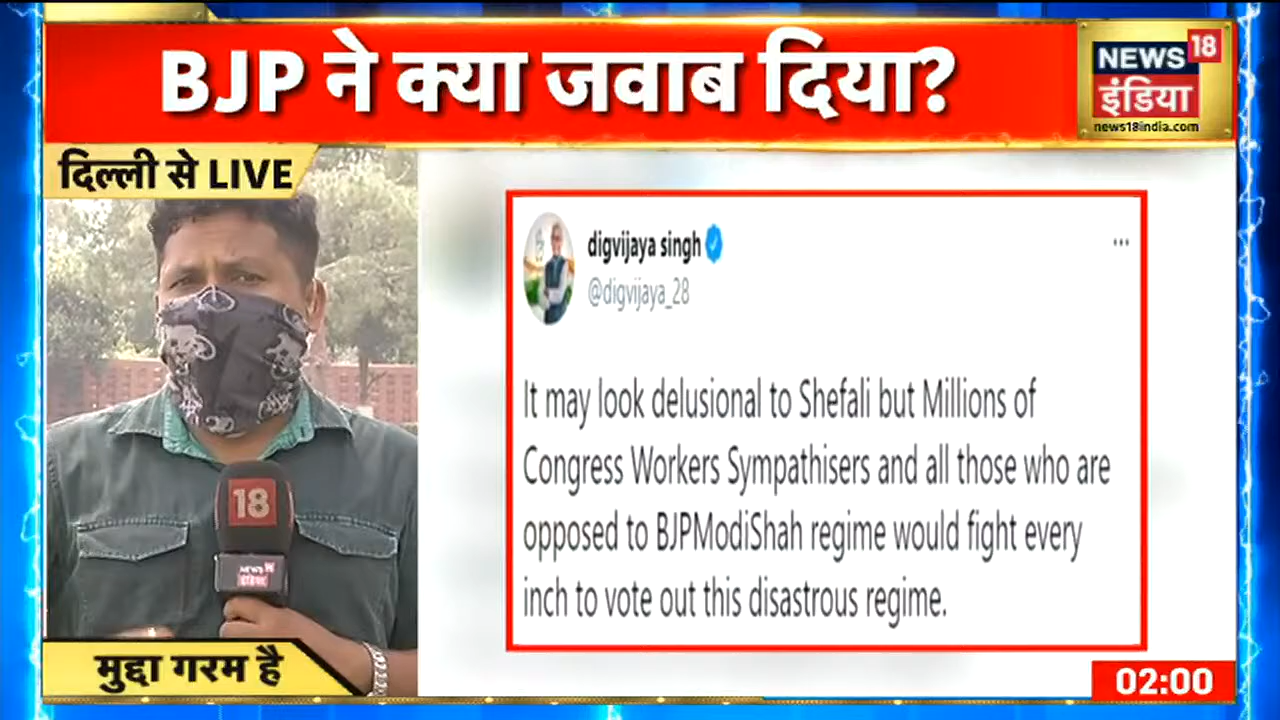 BJP ने क्या जवाब दिया?
NEWS 18
इंडिया
news18india.com
दिल्ली से LIVE
digvijaya singh
@digvijaya_28
It may look delusional to Shefali but Millions of
Congress Workers Sympathisers and all those who are
opposed to BJPModiShah regime would fight every
inch to vote out this disastrous regime.
18
NEWS 18
इंडिया
मुद्दा गरम है
02:00